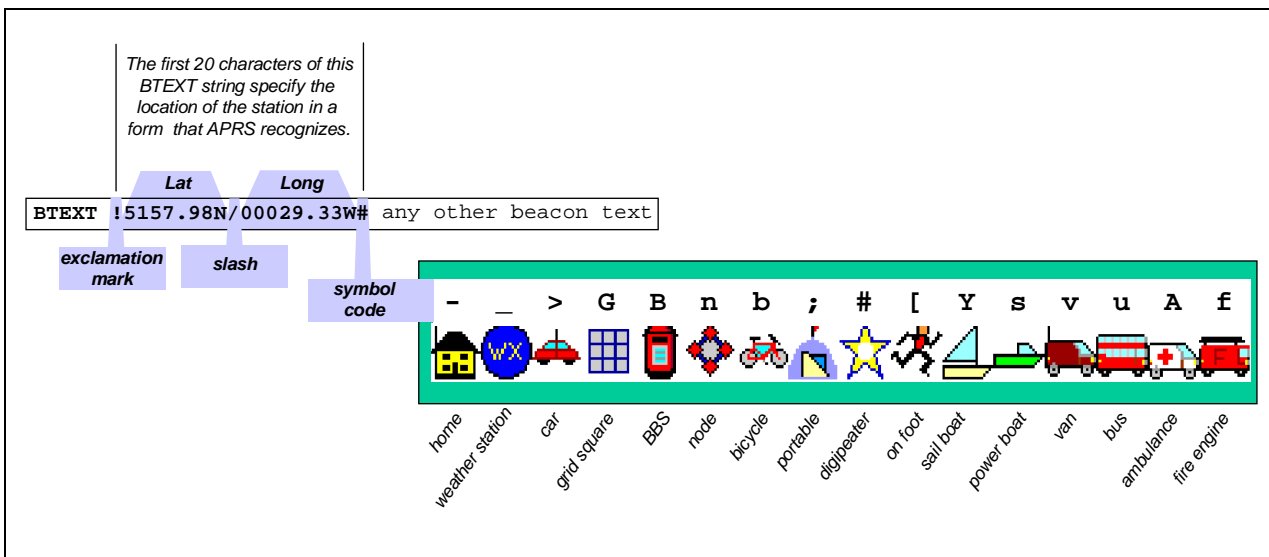 The first 20 characters of this
BTEXT string specify the
location of the station in a
form that APRS recognizes.
Lat Long
BTEXT !5157.98N/00029.33W# any other beacon text
exclamation
mark
slash
symbol
code
- _ > G B n b ; # [ Y s v u A f
WX
F
home
weather station
car
grid square
BBS
node
bicycle
portable
digipeater
on foot
sail boat
power boat
van
bus
ambulance
fire engine